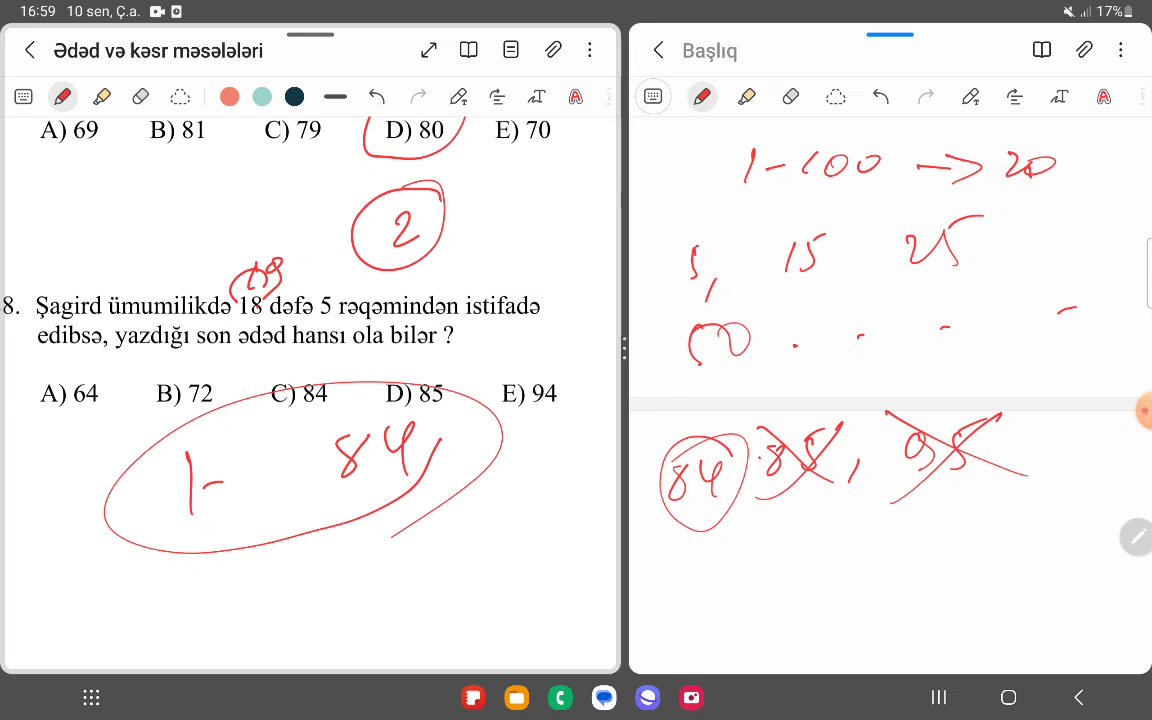 16:59 10 sen, Ç.a. 17%
Ədəd və kəsr məsələləri
A) 69 B) 81 C) 79 D) 80 E) 70
2
18
8. Şagird ümumilikdə 18 dəfə 5 rəqəmindən istifadə
edibsə, yazdığı son ədəd hansı ola bilər ?
A) 64 B) 72 C) 84 D) 85 E) 94
1- 84
Başlıq
1-100 → 20
5, 15 25
50 . . - -
84 85, 95